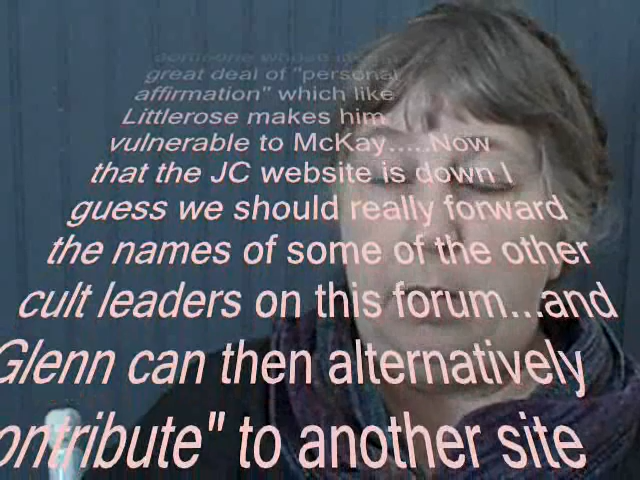 someone whose
great deal of "personal
affirmation" which like
Littlerose makes him
vulnerable to McKay.....Now
that the JC website is down I
guess we should really forward
the names of some of the other
cult leaders on this forum...and
Glenn can then alternatively
ontribute" to another site